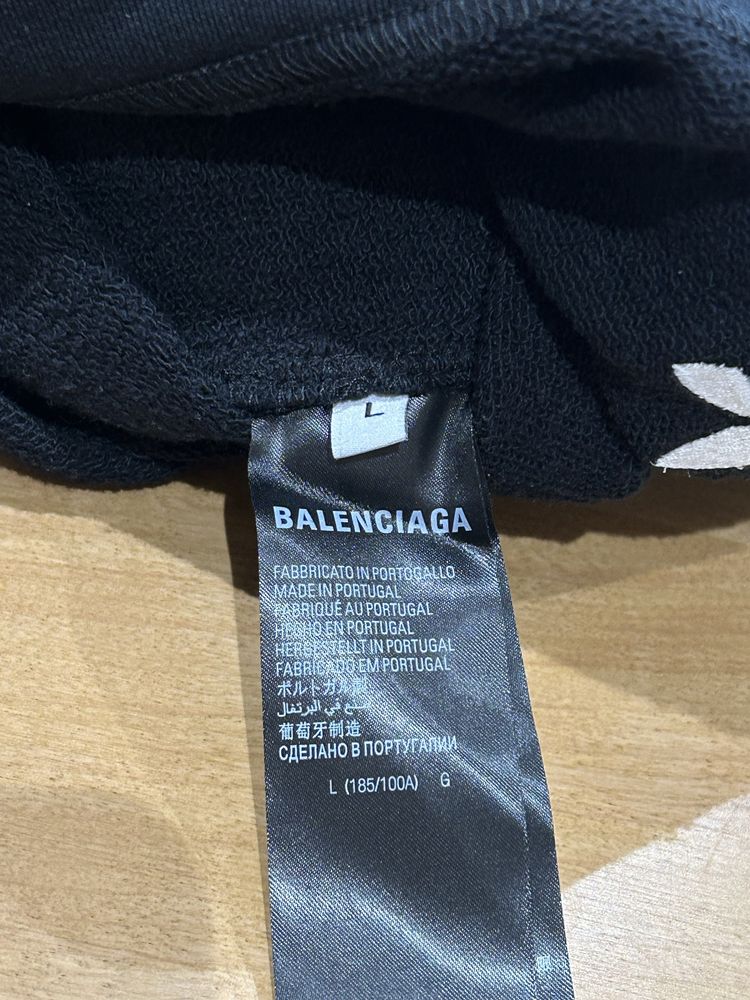 L
BALENCIAGA
FABBRICATO IN PORTOGALLO
MADE IN PORTUGAL
FABRIQUÉ AU PORTUGAL
HECHO EN PORTUGAL
HERGESTELLT IN PORTUGAL
FABRICADO EM PORTUGAL
ポルトガル製
صنع في البرتغال
葡萄牙制造
СДЕЛАНО В ПОРТУГАЛИИ
L (185/100A) G